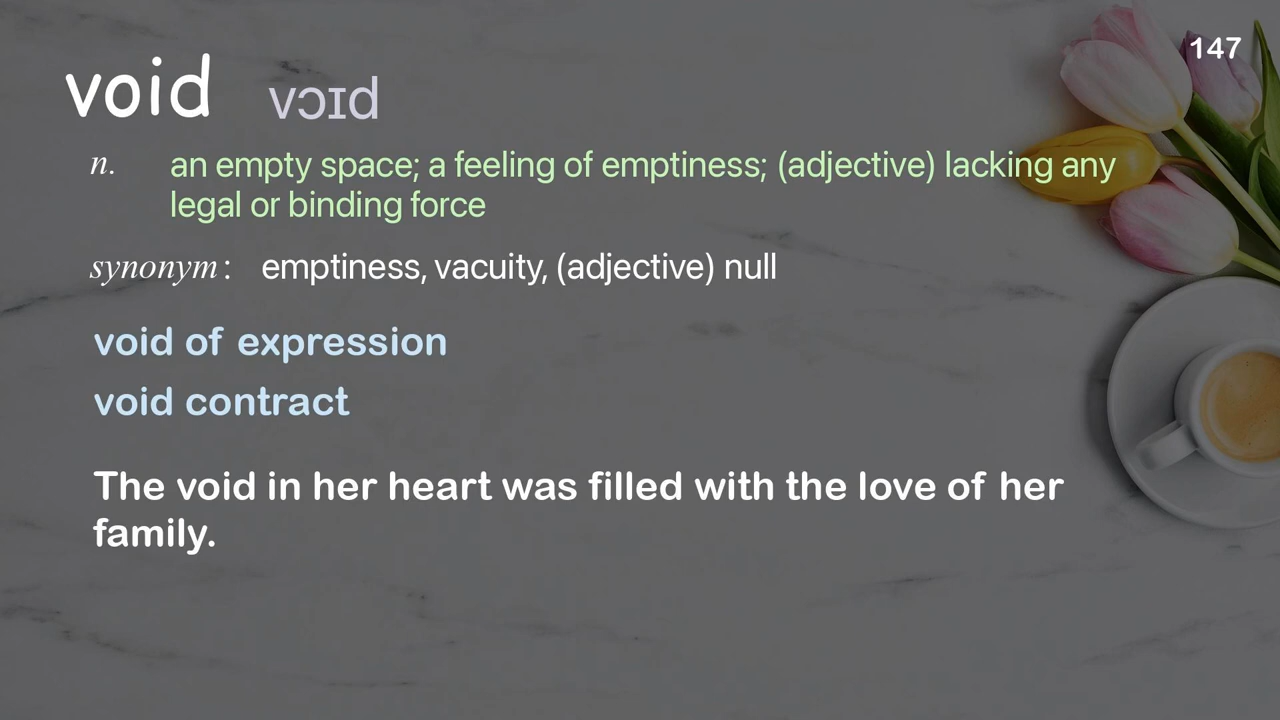 147
void vɔɪd
n. an empty space; a feeling of emptiness; (adjective) lacking any
legal or binding force
synonym: emptiness, vacuity, (adjective) null
void of expression
void contract
The void in her heart was filled with the love of her
family.